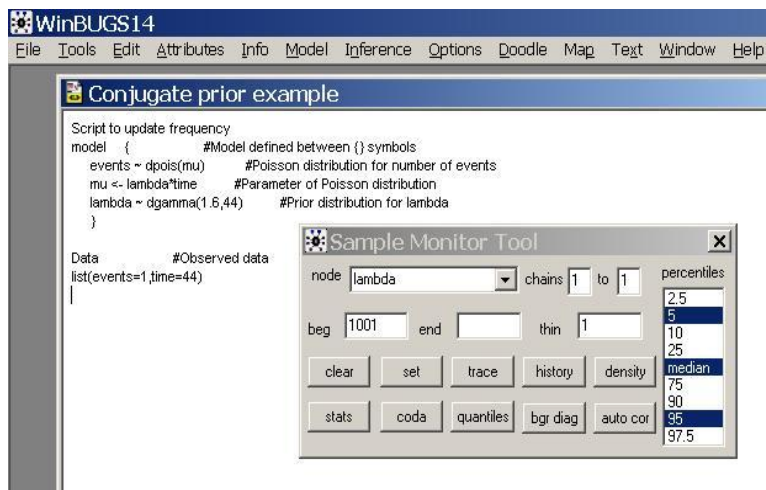 WinBUGS14
File Tools Edit Attributes Info Model Inference Options Doodle Map Text Window Help
Conjugate prior example
Script to update frequency
model { #Model defined between {} symbols
events ~ dpois(mu) #Poisson distribution for number of events
mu <- lambda*time #Parameter of Poisson distribution
lambda ~ dgamma(1.6,44) #Prior distribution for lambda
}
Data #Observed data
list(events=1,time=44)
Sample Monitor Tool
node lambda chains 1 to 1 percentiles
2.5
5
10
25
median
75
90
95
97.5
beg 1001 end thin 1
clear set trace history density
stats coda quantiles bgr diag auto cor